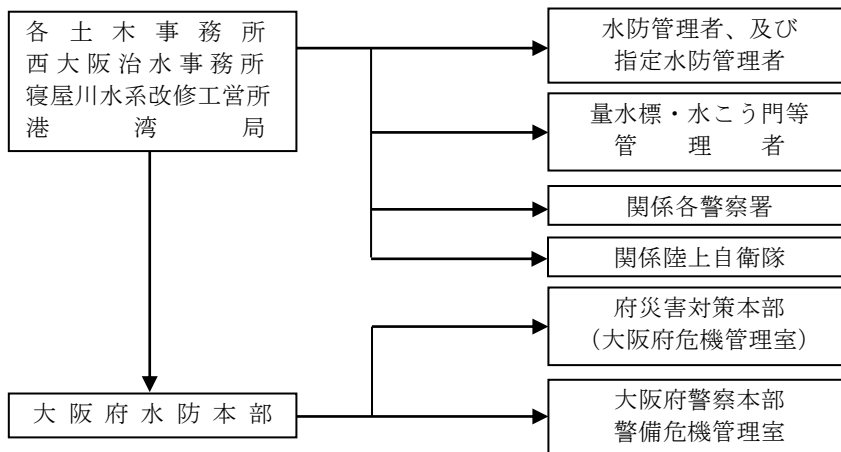 各土木事務所
西大阪治水事務所
寝屋川水系改修工営所
港湾局
水防管理者、及び
指定水防管理者
量水標・水こう門等
管理者
関係各警察署
関係陸上自衛隊
府災害対策本部
（大阪府危機管理室）
大阪府水防本部
大阪府警察本部
警備危機管理室